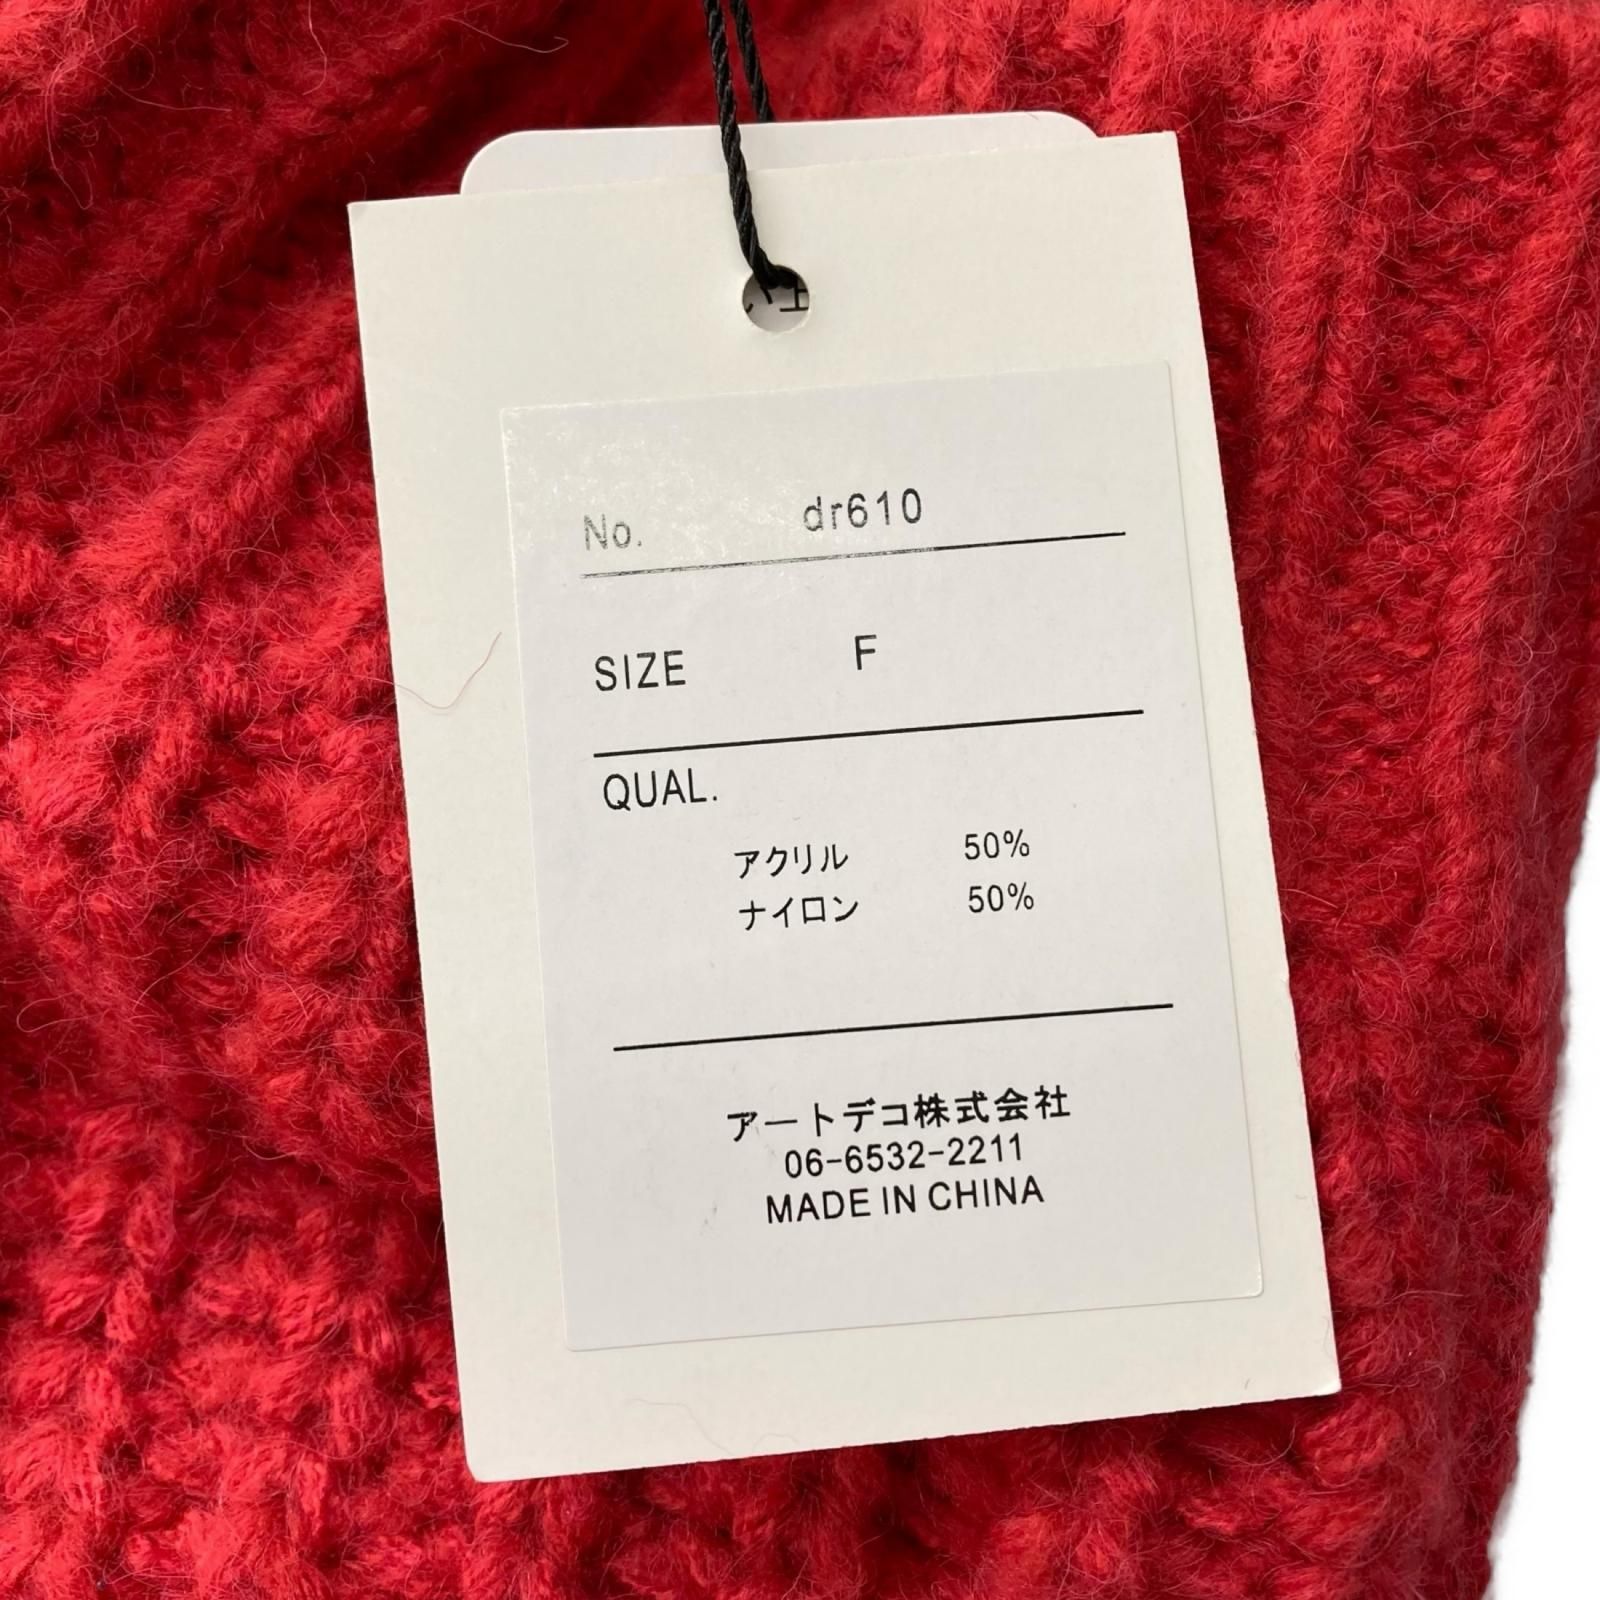 No. dr610
SIZE F
QUAL.
アクリル 50%
ナイロン 50%
アートデコ株式会社
06-6532-2211
MADE IN CHINA